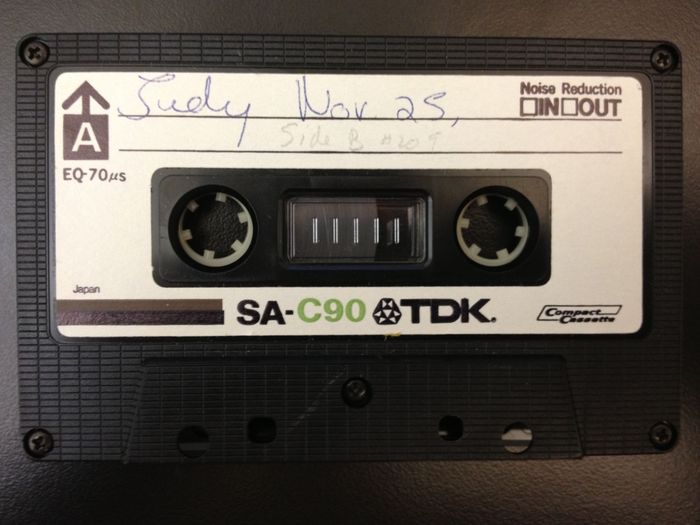 Judy Nov. 25,
Noise Reduction
IN OUT
A
Side B #209
EQ-70μs
Japan
SA-C90 TDK.
Compact
Cassette